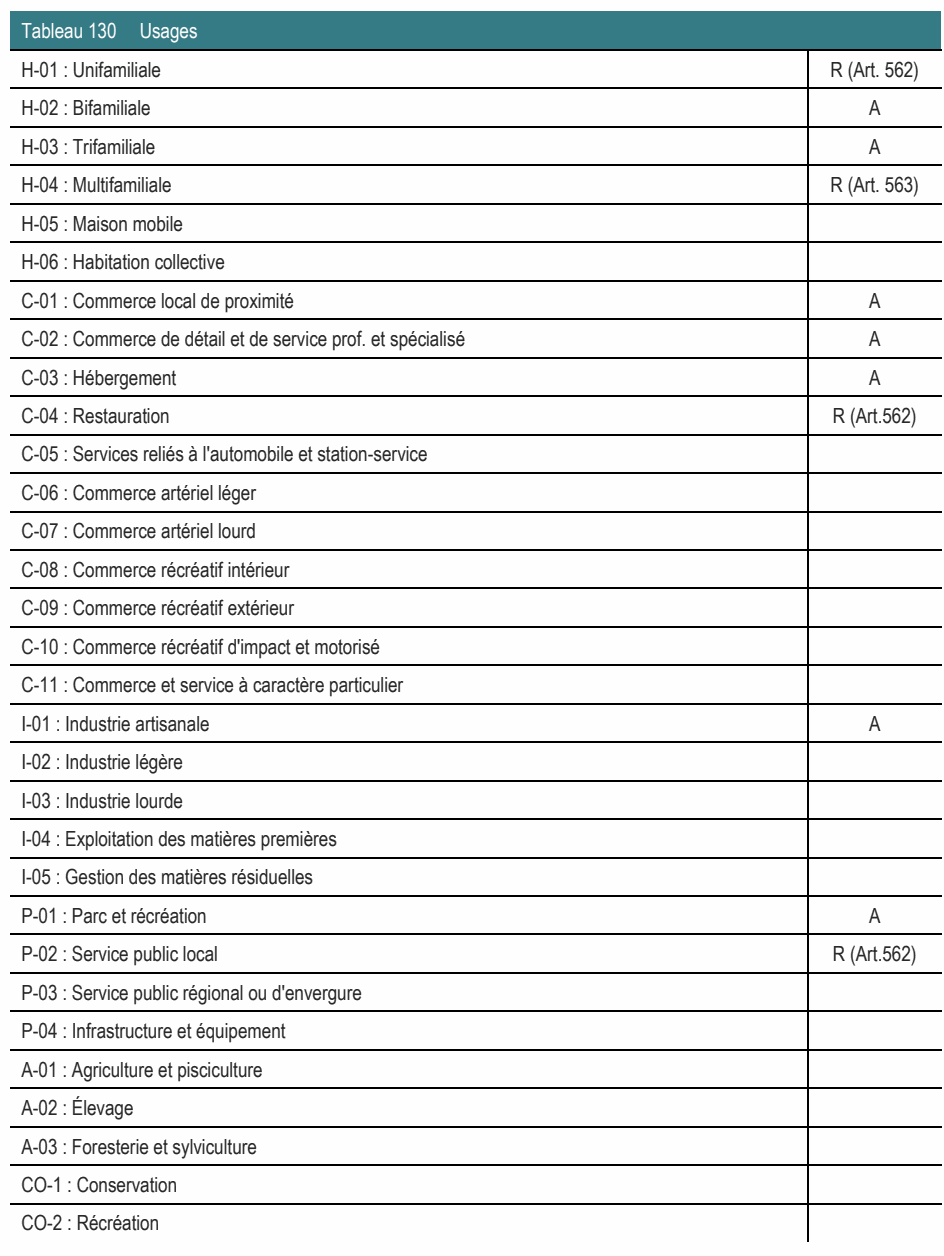 Tableau 130 Usages
H-01 : Unifamiliale R (Art. 562)
H-02 : Bifamiliale A
H-03 : Trifamiliale A
H-04 : Multifamiliale R (Art. 563)
H-05 : Maison mobile
H-06 : Habitation collective
C-01 : Commerce local de proximité A
C-02 : Commerce de détail et de service prof. et spécialisé A
C-03 : Hébergement A
C-04 : Restauration R (Art.562)
C-05 : Services reliés à l'automobile et station-service
C-06 : Commerce artériel léger
C-07 : Commerce artériel lourd
C-08 : Commerce récréatif intérieur
C-09 : Commerce récréatif extérieur
C-10 : Commerce récréatif d'impact et motorisé
C-11 : Commerce et service à caractère particulier
I-01 : Industrie artisanale A
I-02 : Industrie légère
I-03 : Industrie lourde
I-04 : Exploitation des matières premières
I-05 : Gestion des matières résiduelles
P-01 : Parc et récréation A
P-02 : Service public local R (Art.562)
P-03 : Service public régional ou d'envergure
P-04 : Infrastructure et équipement
A-01 : Agriculture et pisciculture
A-02 : Élevage
A-03 : Foresterie et sylviculture
CO-1 : Conservation
CO-2 : Récréation